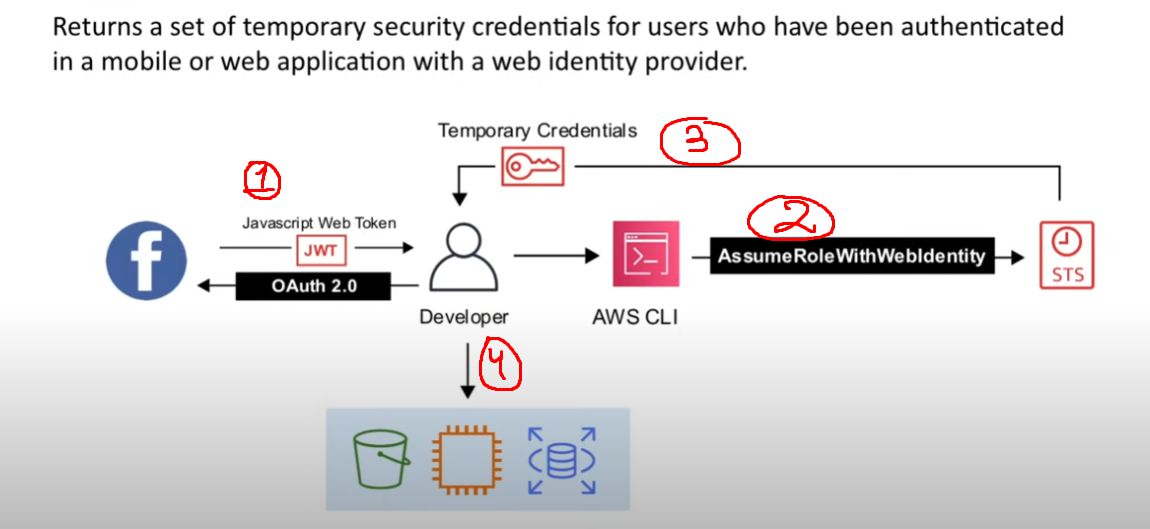 Returns a set of temporary security credentials for users who have been authenticated
in a mobile or web application with a web identity provider.
Temporary Credentials
3
1
Javascript Web Token
JWT
OAuth 2.0
2
AssumeRoleWithWebIdentity
STS
Developer
AWS CLI
4